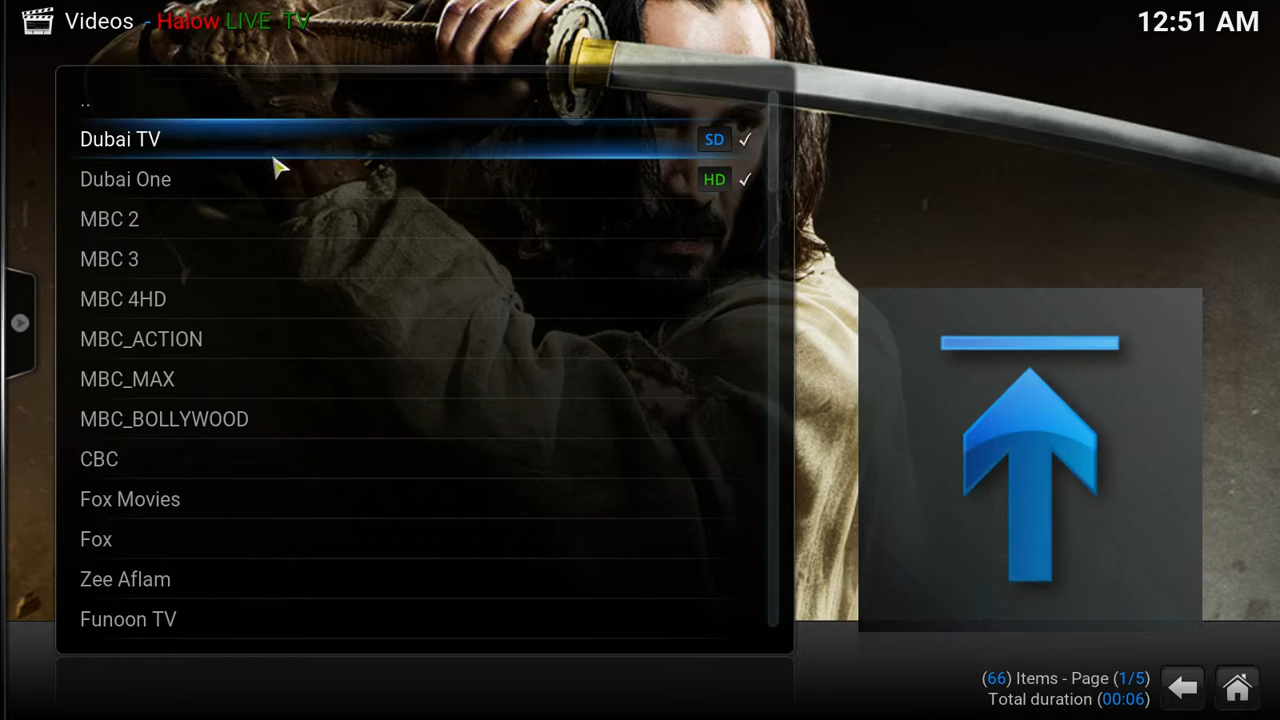 Videos - Halow LIVE TV
12:51 AM
..
Dubai TV SD ✓
Dubai One HD ✓
MBC 2
MBC 3
MBC 4HD
MBC_ACTION
MBC_MAX
MBC_BOLLYWOOD
CBC
Fox Movies
Fox
Zee Aflam
Funoon TV
(66) Items - Page (1/5)
Total duration (00:06)